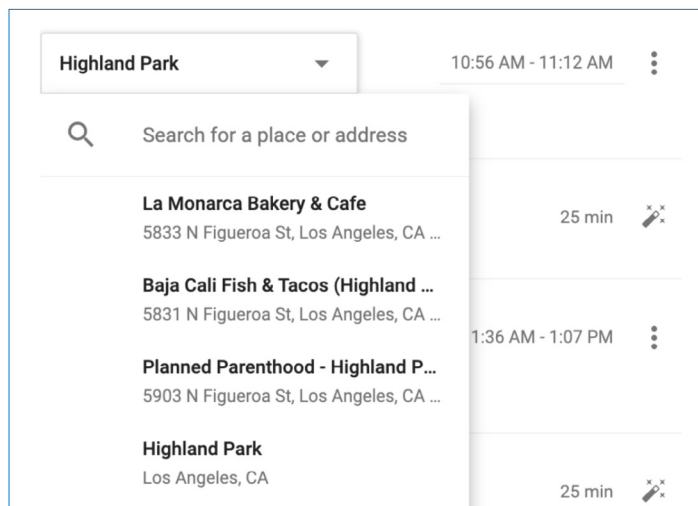 Highland Park
10:56 AM - 11:12 AM
Search for a place or address
La Monarca Bakery & Cafe
5833 N Figueroa St, Los Angeles, CA ...
25 min
Baja Cali Fish & Tacos (Highland ...
5831 N Figueroa St, Los Angeles, CA ...
1:36 AM - 1:07 PM
Planned Parenthood - Highland P...
5903 N Figueroa St, Los Angeles, CA ...
Highland Park
Los Angeles, CA
25 min